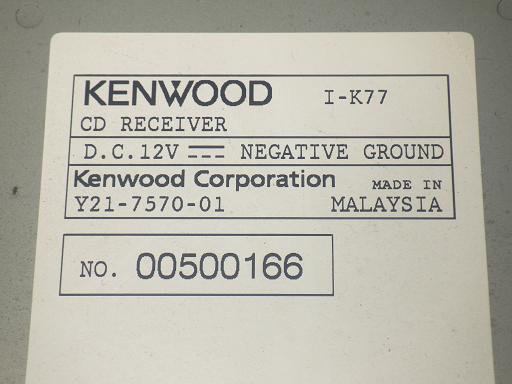 KENWOOD I-K77
CD RECEIVER
D.C.12V ⎓ NEGATIVE GROUND
Kenwood Corporation MADE IN
Y21-7570-01 MALAYSIA
NO. 00500166